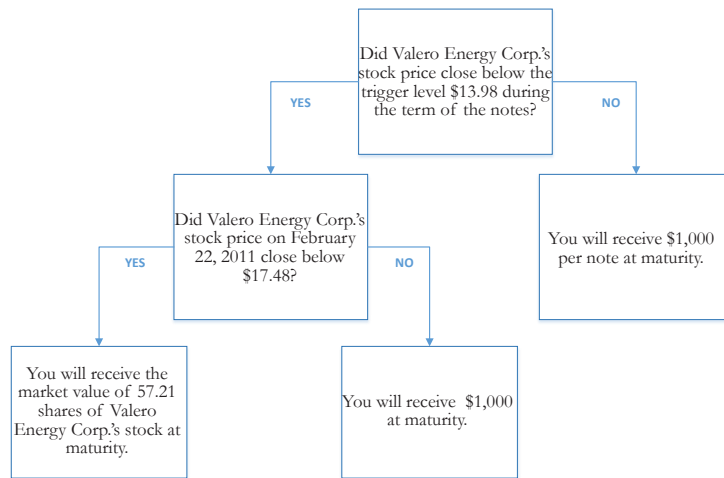 Did Valero Energy Corp.'s
stock price close below the
trigger level $13.98 during
the term of the notes?
YES
NO
Did Valero Energy Corp.'s
stock price on February
22, 2011 close below
$17.48?
You will receive $1,000
per note at maturity.
YES
NO
You will receive the
market value of 57.21
shares of Valero
Energy Corp.'s stock at
maturity.
You will receive $1,000
at maturity.